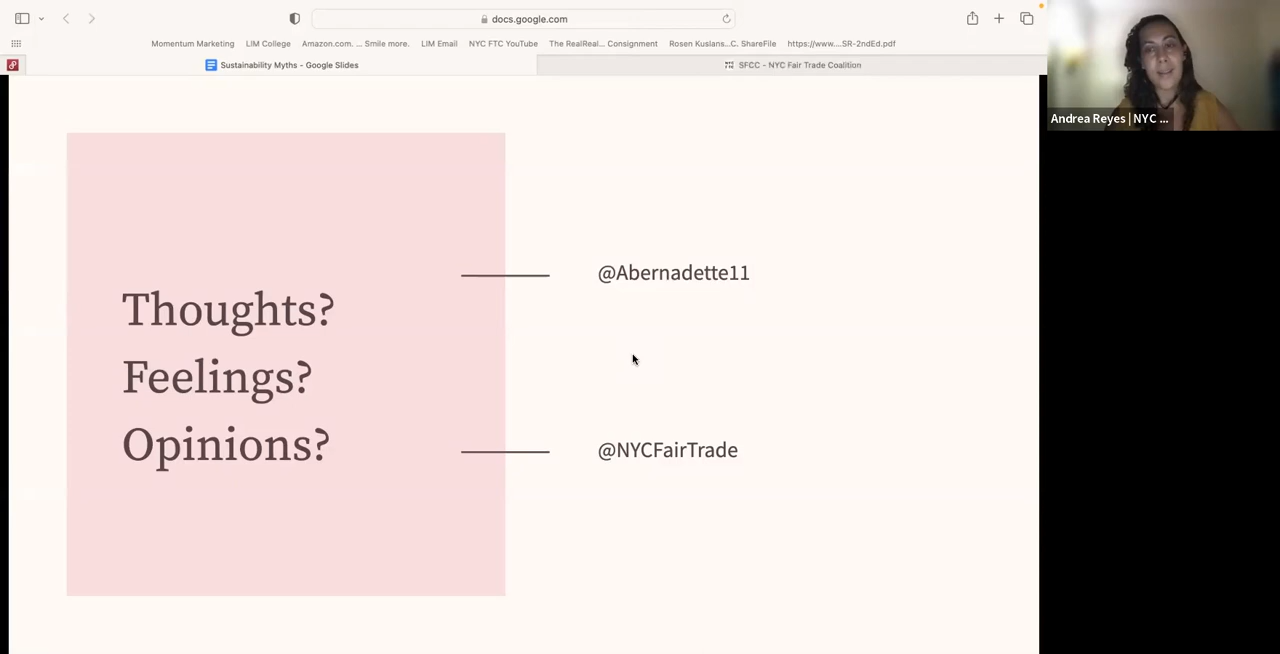 docs.google.com
Momentum Marketing
LIM College
Amazon.com. ... Smile more.
LIM Email
NYC FTC YouTube
The RealReal... Consignment
Rosen Kuslans...C. ShareFile
https://www....SR-2ndEd.pdf
Sustainability Myths - Google Slides
SFCC - NYC Fair Trade Coalition
Andrea Reyes | NYC ...
Thoughts?
Feelings?
Opinions?
@Abernadette11
@NYCFairTrade